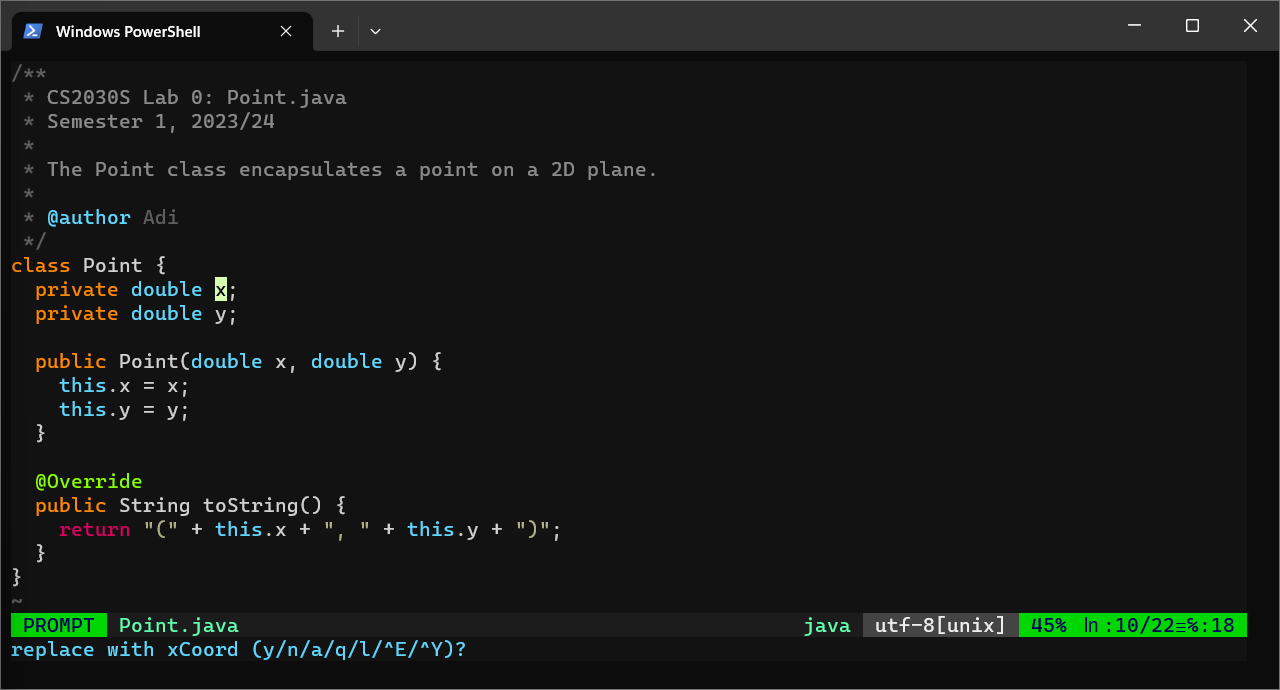 Windows PowerShell
/**
 * CS2030S Lab 0: Point.java
 * Semester 1, 2023/24
 *
 * The Point class encapsulates a point on a 2D plane.
 *
 * @author Adi
 */
class Point {
  private double x;
  private double y;

  public Point(double x, double y) {
    this.x = x;
    this.y = y;
  }

  @Override
  public String toString() {
    return "(" + this.x + ", " + this.y + ")";
  }
}
~
PROMPT Point.java java utf-8[unix] 45% ㏑:10/22≡℅:18
replace with xCoord (y/n/a/q/l/^E/^Y)?